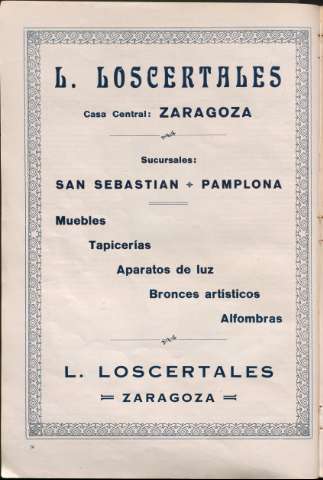 L. LOSCERTALES
Casa Central: ZARAGOZA
Sucursales:
SAN SEBASTIAN + PAMPLONA
Muebles
Tapicerías
Aparatos de luz
Bronces artísticos
Alfombras
L. LOSCERTALES
ZARAGOZA